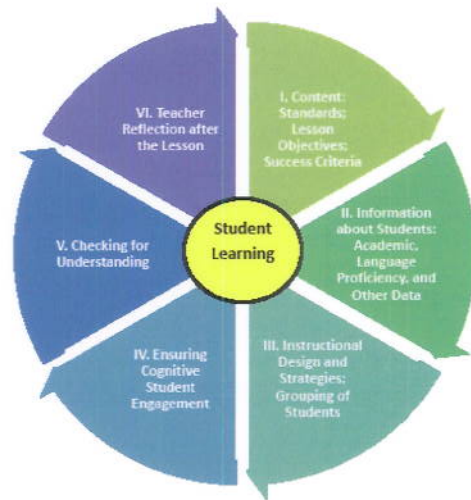 I. Content:
Standards;
Lesson
Objectives;
Success Criteria
II. Information
about Students:
Academic,
Language
Proficiency, and
Other Data
III. Instructional
Design and
Strategies;
Grouping of
Students
IV. Ensuring
Cognitive
Student
Engagement
V. Checking for
Understanding
VI. Teacher
Reflection after
the Lesson
Student
Learning